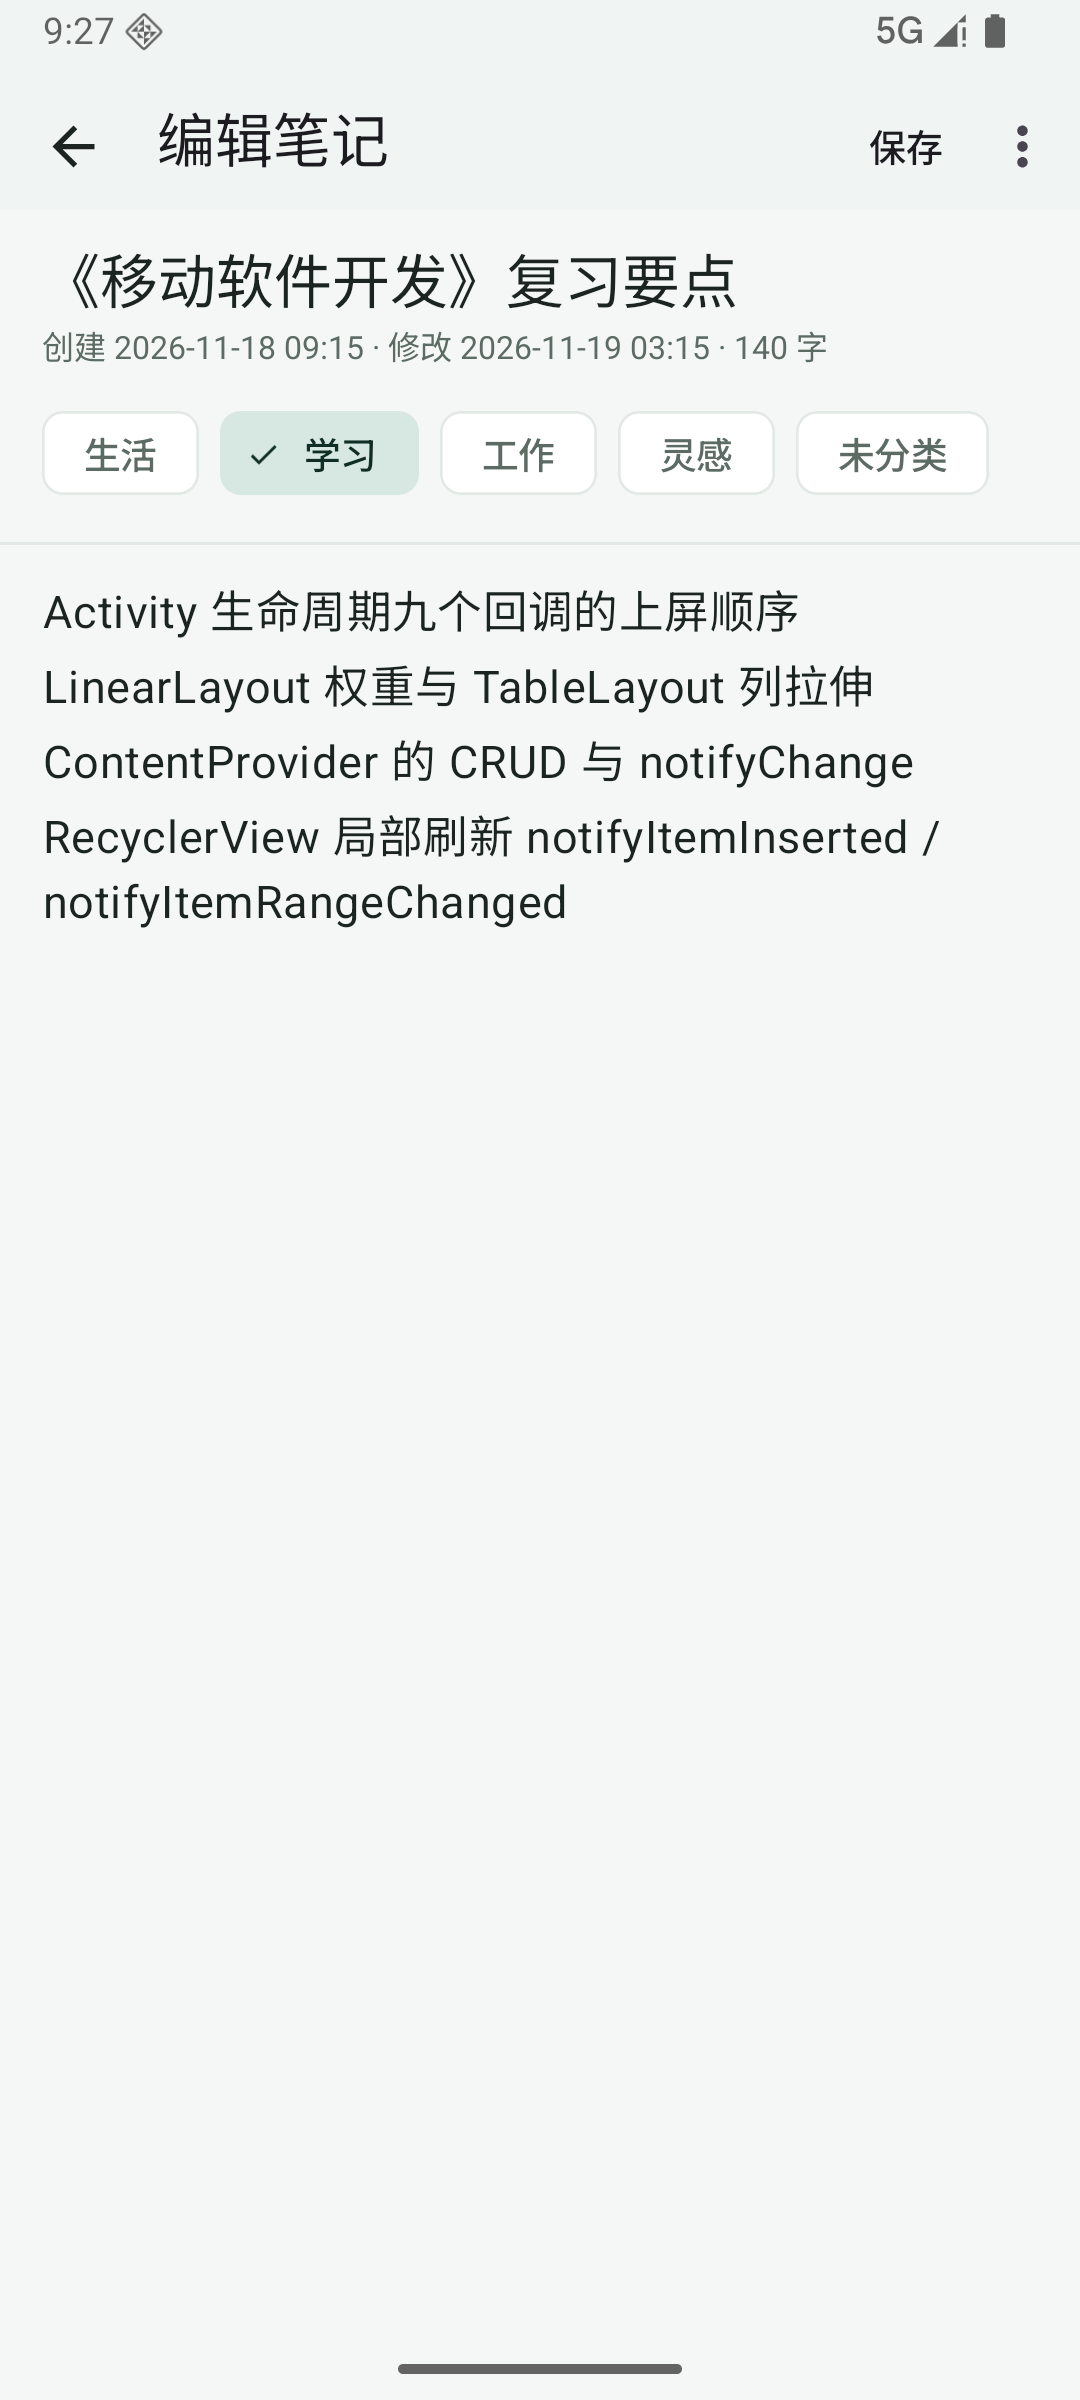 9:27
5G
编辑笔记
保存
《移动软件开发》复习要点
创建 2026-11-18 09:15 · 修改 2026-11-19 03:15 · 140 字
生活
学习
工作
灵感
未分类
Activity 生命周期九个回调的上屏顺序
LinearLayout 权重与 TableLayout 列拉伸
ContentProvider 的 CRUD 与 notifyChange
RecyclerView 局部刷新 notifyItemInserted /
notifyItemRangeChanged